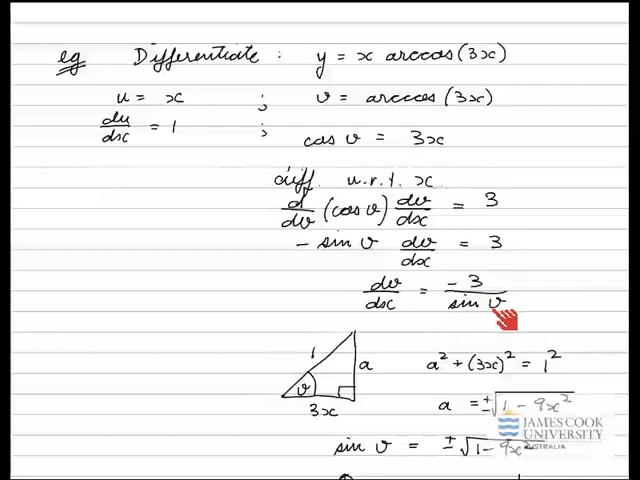 eg Differentiate : y = x arccos(3x)
u = x ; v = arccos(3x)
du/dx = 1 ; cos v = 3x
diff. w.r.t. x
d/dv (cos v) dv/dx = 3
- sin v dv/dx = 3
dv/dx = -3/sin v
1 a v 3x
a² + (3x)² = 1²
a = ±√1 - 9x²
sin v = ±√1 - 9x²
JAMES COOK
UNIVERSITY
AUSTRALIA